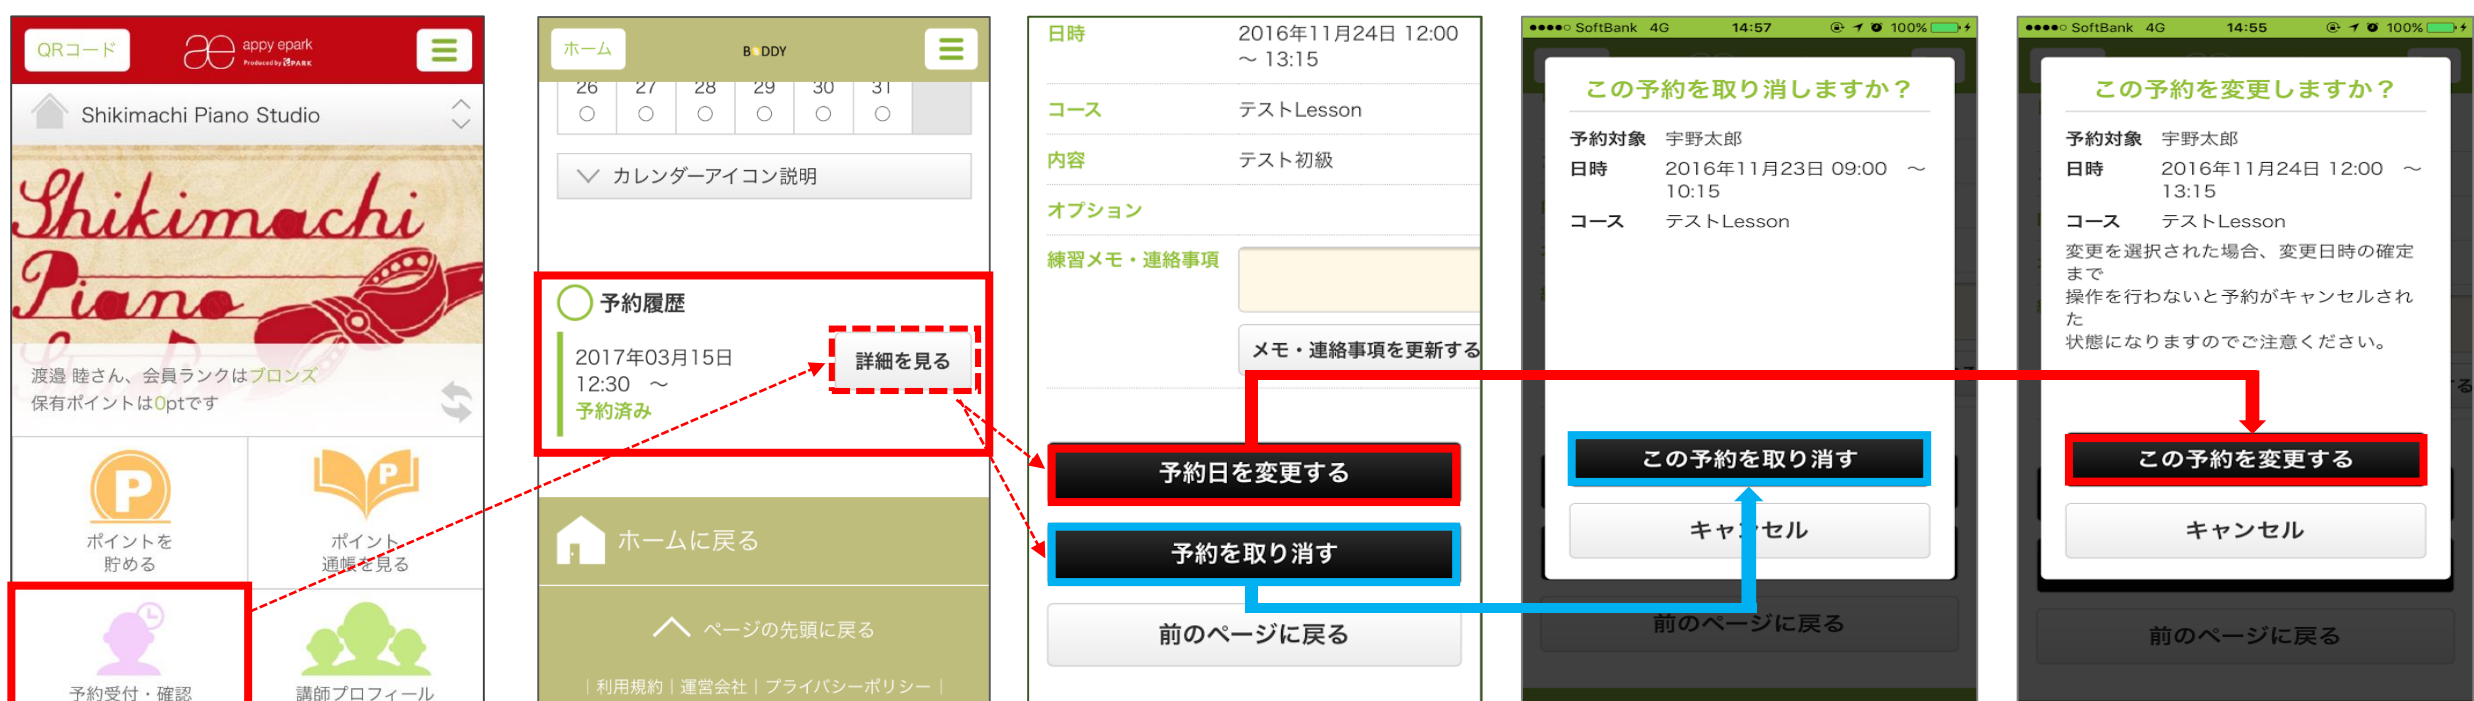 QRコード
appy epark
Produced by EPARK
Shikimachi Piano Studio
Shikimachi
Piano
渡邉 睦さん、会員ランクはブロンズ
保有ポイントは0ptです
ポイントを
貯める
ポイント
通帳を見る
予約受付・確認
講師プロフィール
ホーム
B DDY
26 27 28 29 30 31
○ ○ ○ ○ ○ ○
カレンダーアイコン説明
予約履歴
2017年03月15日
12:30 ～
予約済み
詳細を見る
ホームに戻る
ページの先頭に戻る
| 利用規約 | 運営会社 | プライバシーポリシー |
日時 2016年11月24日 12:00
～ 13:15
コース テストLesson
内容 テスト初級
オプション
練習メモ・連絡事項
メモ・連絡事項を更新する
予約日を変更する
予約を取り消す
前のページに戻る
SoftBank 4G 14:57 100%
この予約を取り消しますか？
予約対象 宇野太郎
日時 2016年11月23日 09:00 ～
10:15
コース テストLesson
この予約を取り消す
キャンセル
前のページに戻る
SoftBank 4G 14:55 100%
この予約を変更しますか？
予約対象 宇野太郎
日時 2016年11月24日 12:00 ～
13:15
コース テストLesson
変更を選択された場合、変更日時の確定
まで
操作を行わないと予約がキャンセルされ
た
状態になりますのでご注意ください。
この予約を変更する
キャンセル
前のページに戻る